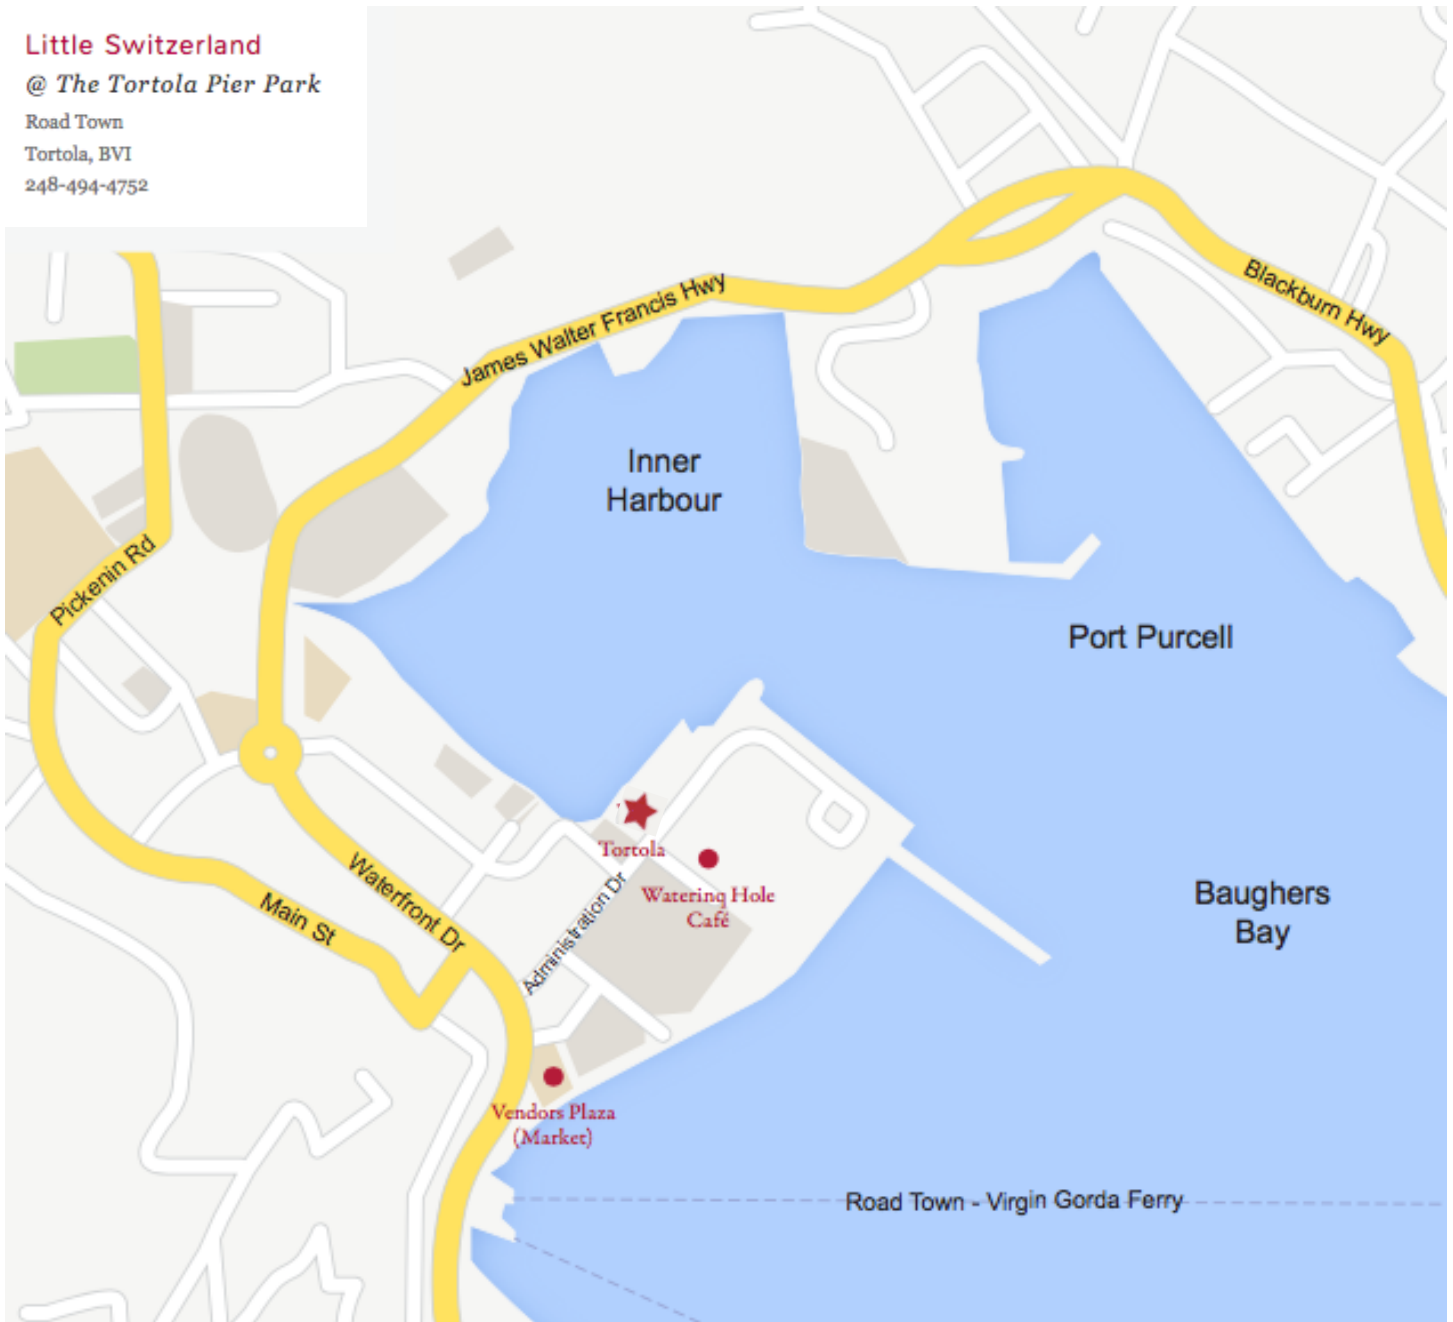 Little Switzerland
@ The Tortola Pier Park
Road Town
Tortola, BVI
248-494-4752
James Walter Francis Hwy
Blackburn Hwy
Inner
Harbour
Pickenin Rd
Port Purcell
Tortola
Watering Hole
Café
Waterfront Dr
Administration Dr
Main St
Baughers
Bay
Vendors Plaza
(Market)
Road Town - Virgin Gorda Ferry